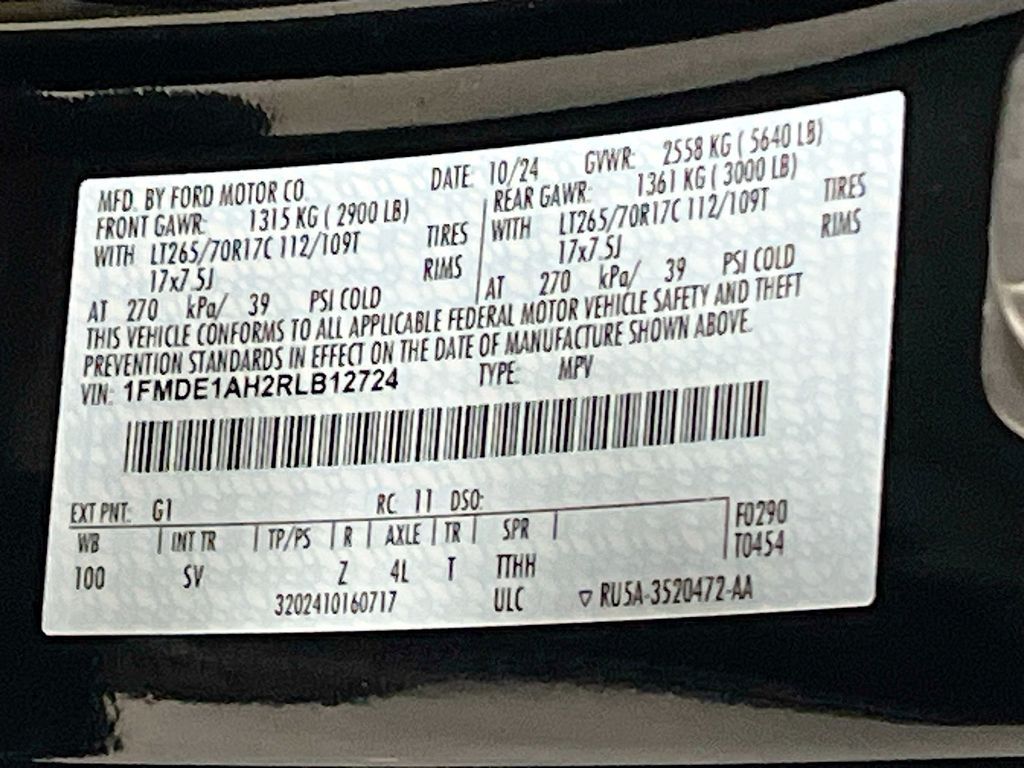 MFD. BY FORD MOTOR CO. DATE: 10/24 GVWR: 2558 KG ( 5640 LB)
FRONT GAWR: 1315 KG ( 2900 LB) REAR GAWR: 1361 KG ( 3000 LB)
WITH LT265/70R17C 112/109T TIRES WITH LT265/70R17C 112/109T TIRES
17x7.5J RIMS 17x7.5J RIMS
AT 270 kPa/ 39 PSI COLD AT 270 kPa/ 39 PSI COLD
THIS VEHICLE CONFORMS TO ALL APPLICABLE FEDERAL MOTOR VEHICLE SAFETY AND THEFT
PREVENTION STANDARDS IN EFFECT ON THE DATE OF MANUFACTURE SHOWN ABOVE.
VIN: 1FMDE1AH2RLB12724 TYPE: MPV
EXT PNT: G1 RC 11 DSO: F0290
WB INT TR TP/PS R AXLE TR SPR T0454
100 SV Z 4L T TTHH
3202410160717 ULC ▽ RU5A-3520472-AA